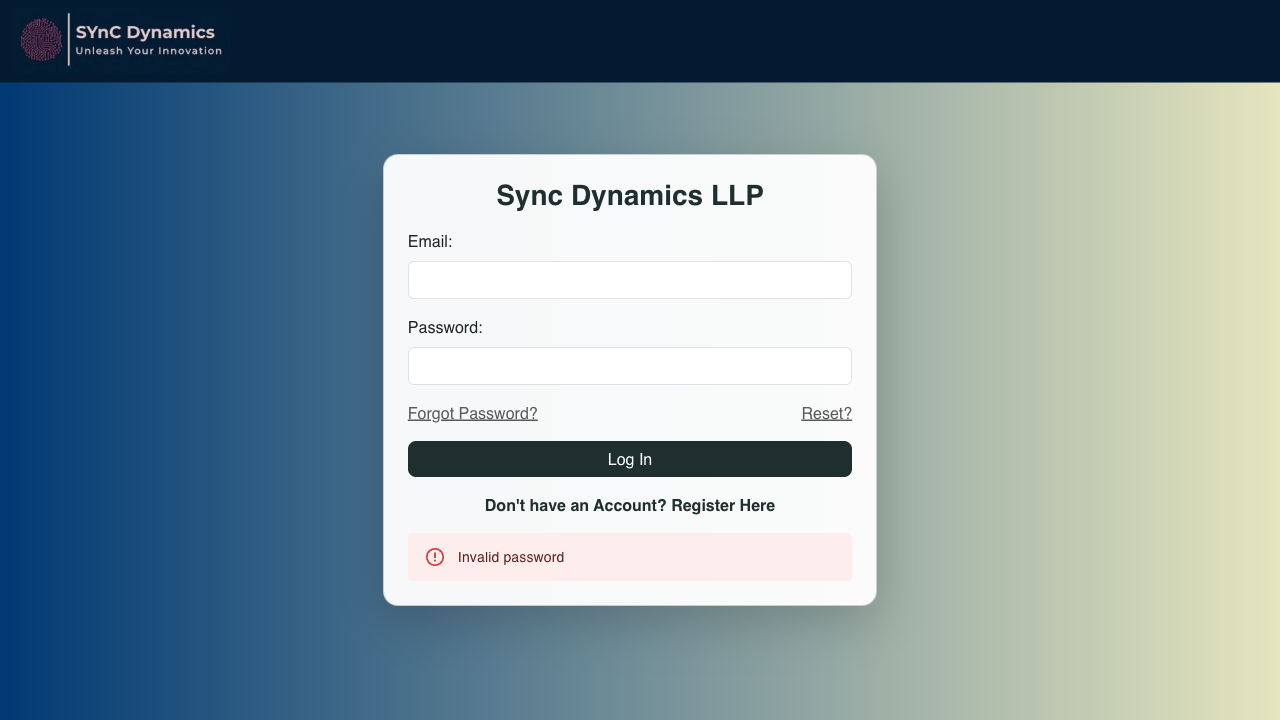 SYnC Dynamics
Unleash Your Innovation
Sync Dynamics LLP
Email:
Password:
Forgot Password? Reset?
Log In
Don't have an Account? Register Here
Invalid password